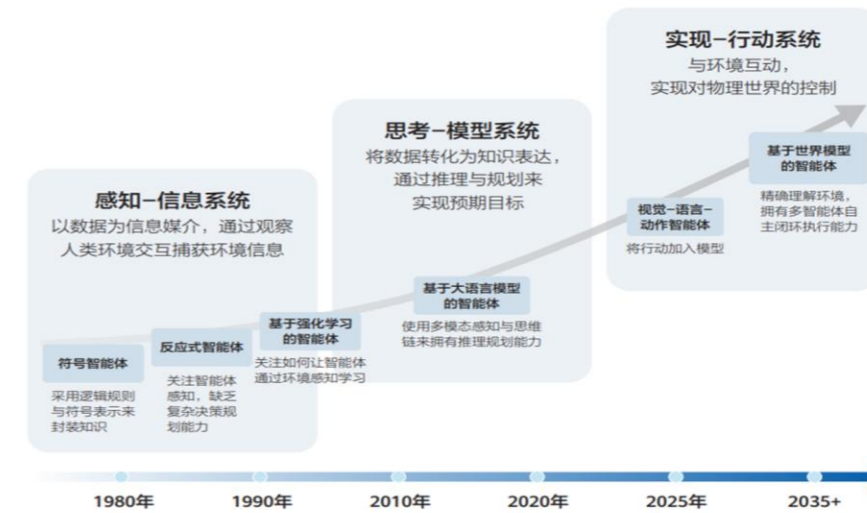 实现-行动系统
与环境互动，
实现对物理世界的控制
思考-模型系统
将数据转化为知识表达，
通过推理与规划来
实现预期目标
感知-信息系统
以数据为信息媒介，通过观察
人类环境交互捕获环境信息
符号智能体
采用逻辑规则
与符号表示来
封装知识
反应式智能体
关注智能体
感知，缺乏
复杂决策规
划能力
基于强化学习
的智能体
关注如何让智能体
通过环境感知学习
基于大语言模型
的智能体
使用多模态感知与思维
链来拥有推理规划能力
视觉-语言-
动作智能体
将行动加入模型
基于世界模型
的智能体
精确理解环境，
拥有多智能体自
主闭环执行能力
1980年
1990年
2010年
2020年
2025年
2035+